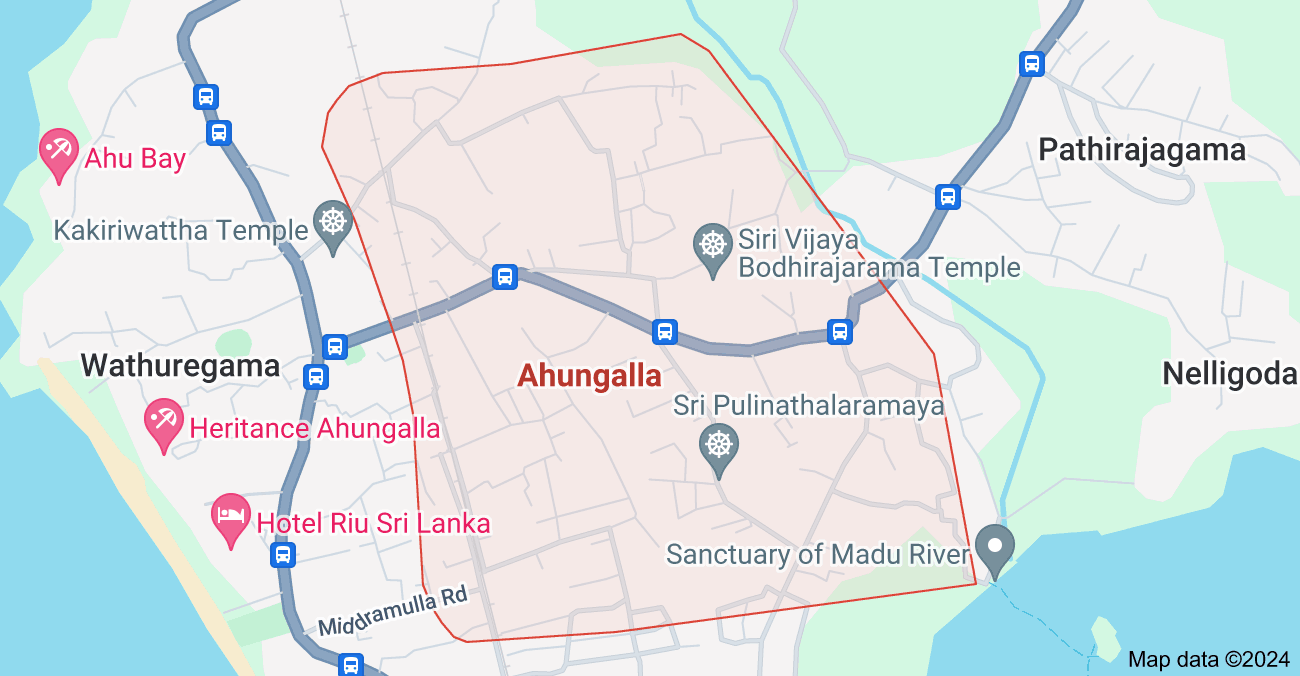 Pathirajagama
Ahu Bay
Kakiriwattha Temple
Siri Vijaya
Bodhirajarama Temple
Wathuregama
Ahungalla
Nelligoda
Sri Pulinathalaramaya
Heritance Ahungalla
Hotel Riu Sri Lanka
Sanctuary of Madu River
Middramulla Rd
Map data ©2024